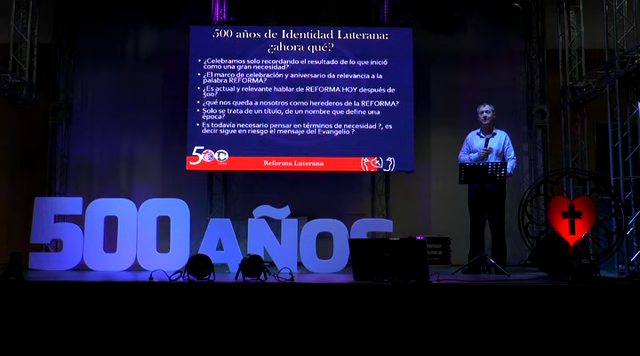 500 años de Identidad Luterana:
¿ahora qué?
• ¿Celebramos solo recordando el resultado de lo que inició
como una gran necesidad?
• ¿El marco de celebración y aniversario da relevancia a la
palabra REFORMA?
• ¿Es actual y relevante hablar de REFORMA HOY después de
500?
• ¿qué nos queda a nosotros como herederos de la REFORMA?
• Solo se trata de un título, de un nombre que define una
época?
• Es todavía necesario pensar en términos de necesidad ?, es
decir sigue en riesgo el mensaje del Evangelio ?
Reforma Luterana
500 AÑOS